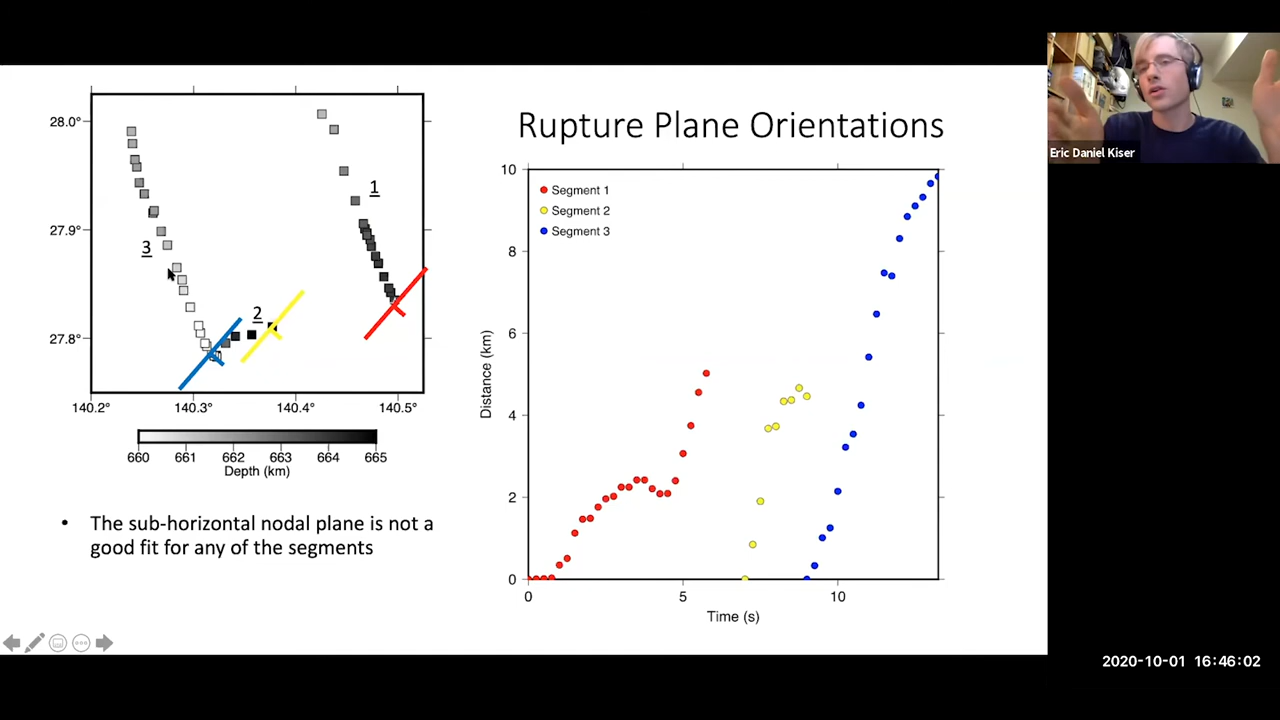 Rupture Plane Orientations
28.0°
27.9°
27.8°
140.2° 140.3° 140.4° 140.5°
1
2
3
660 661 662 663 664 665
Depth (km)
• The sub-horizontal nodal plane is not a
good fit for any of the segments
Segment 1
Segment 2
Segment 3
10
8
6
4
2
0
Distance (km)
0 5 10
Time (s)
Eric Daniel Kiser
2020-10-01 16:46:02